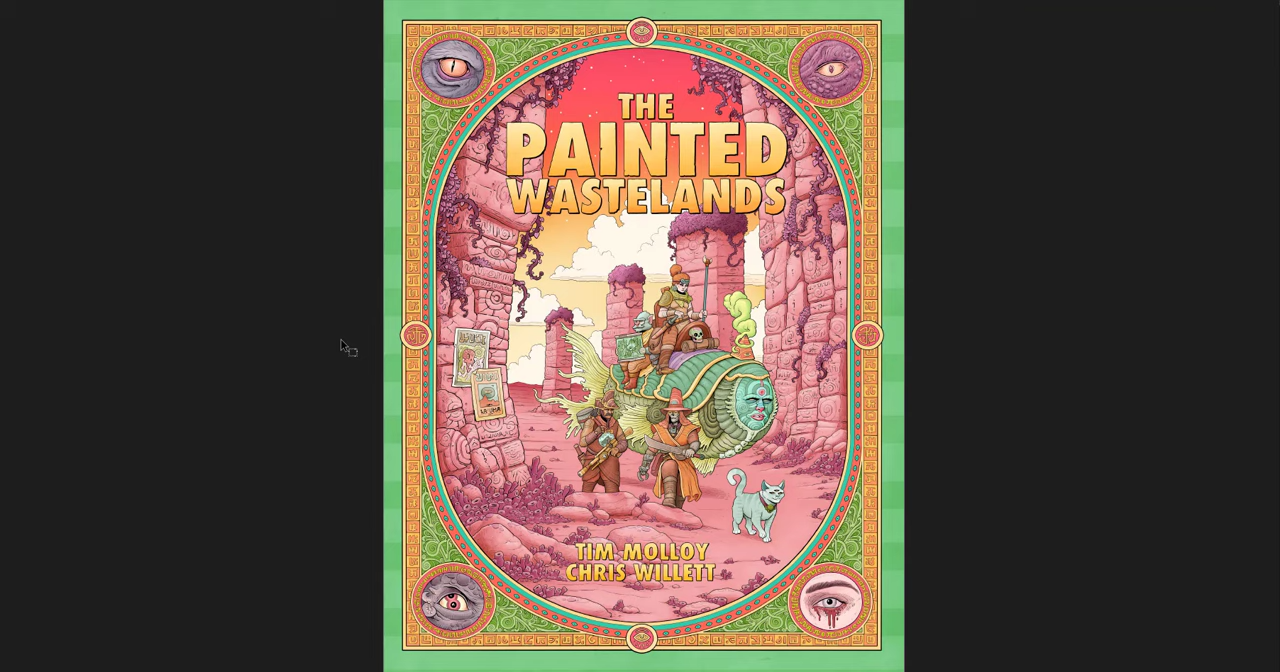 THE
PAINTED
WASTELANDS
TIM MOLLOY
CHRIS WILLETT